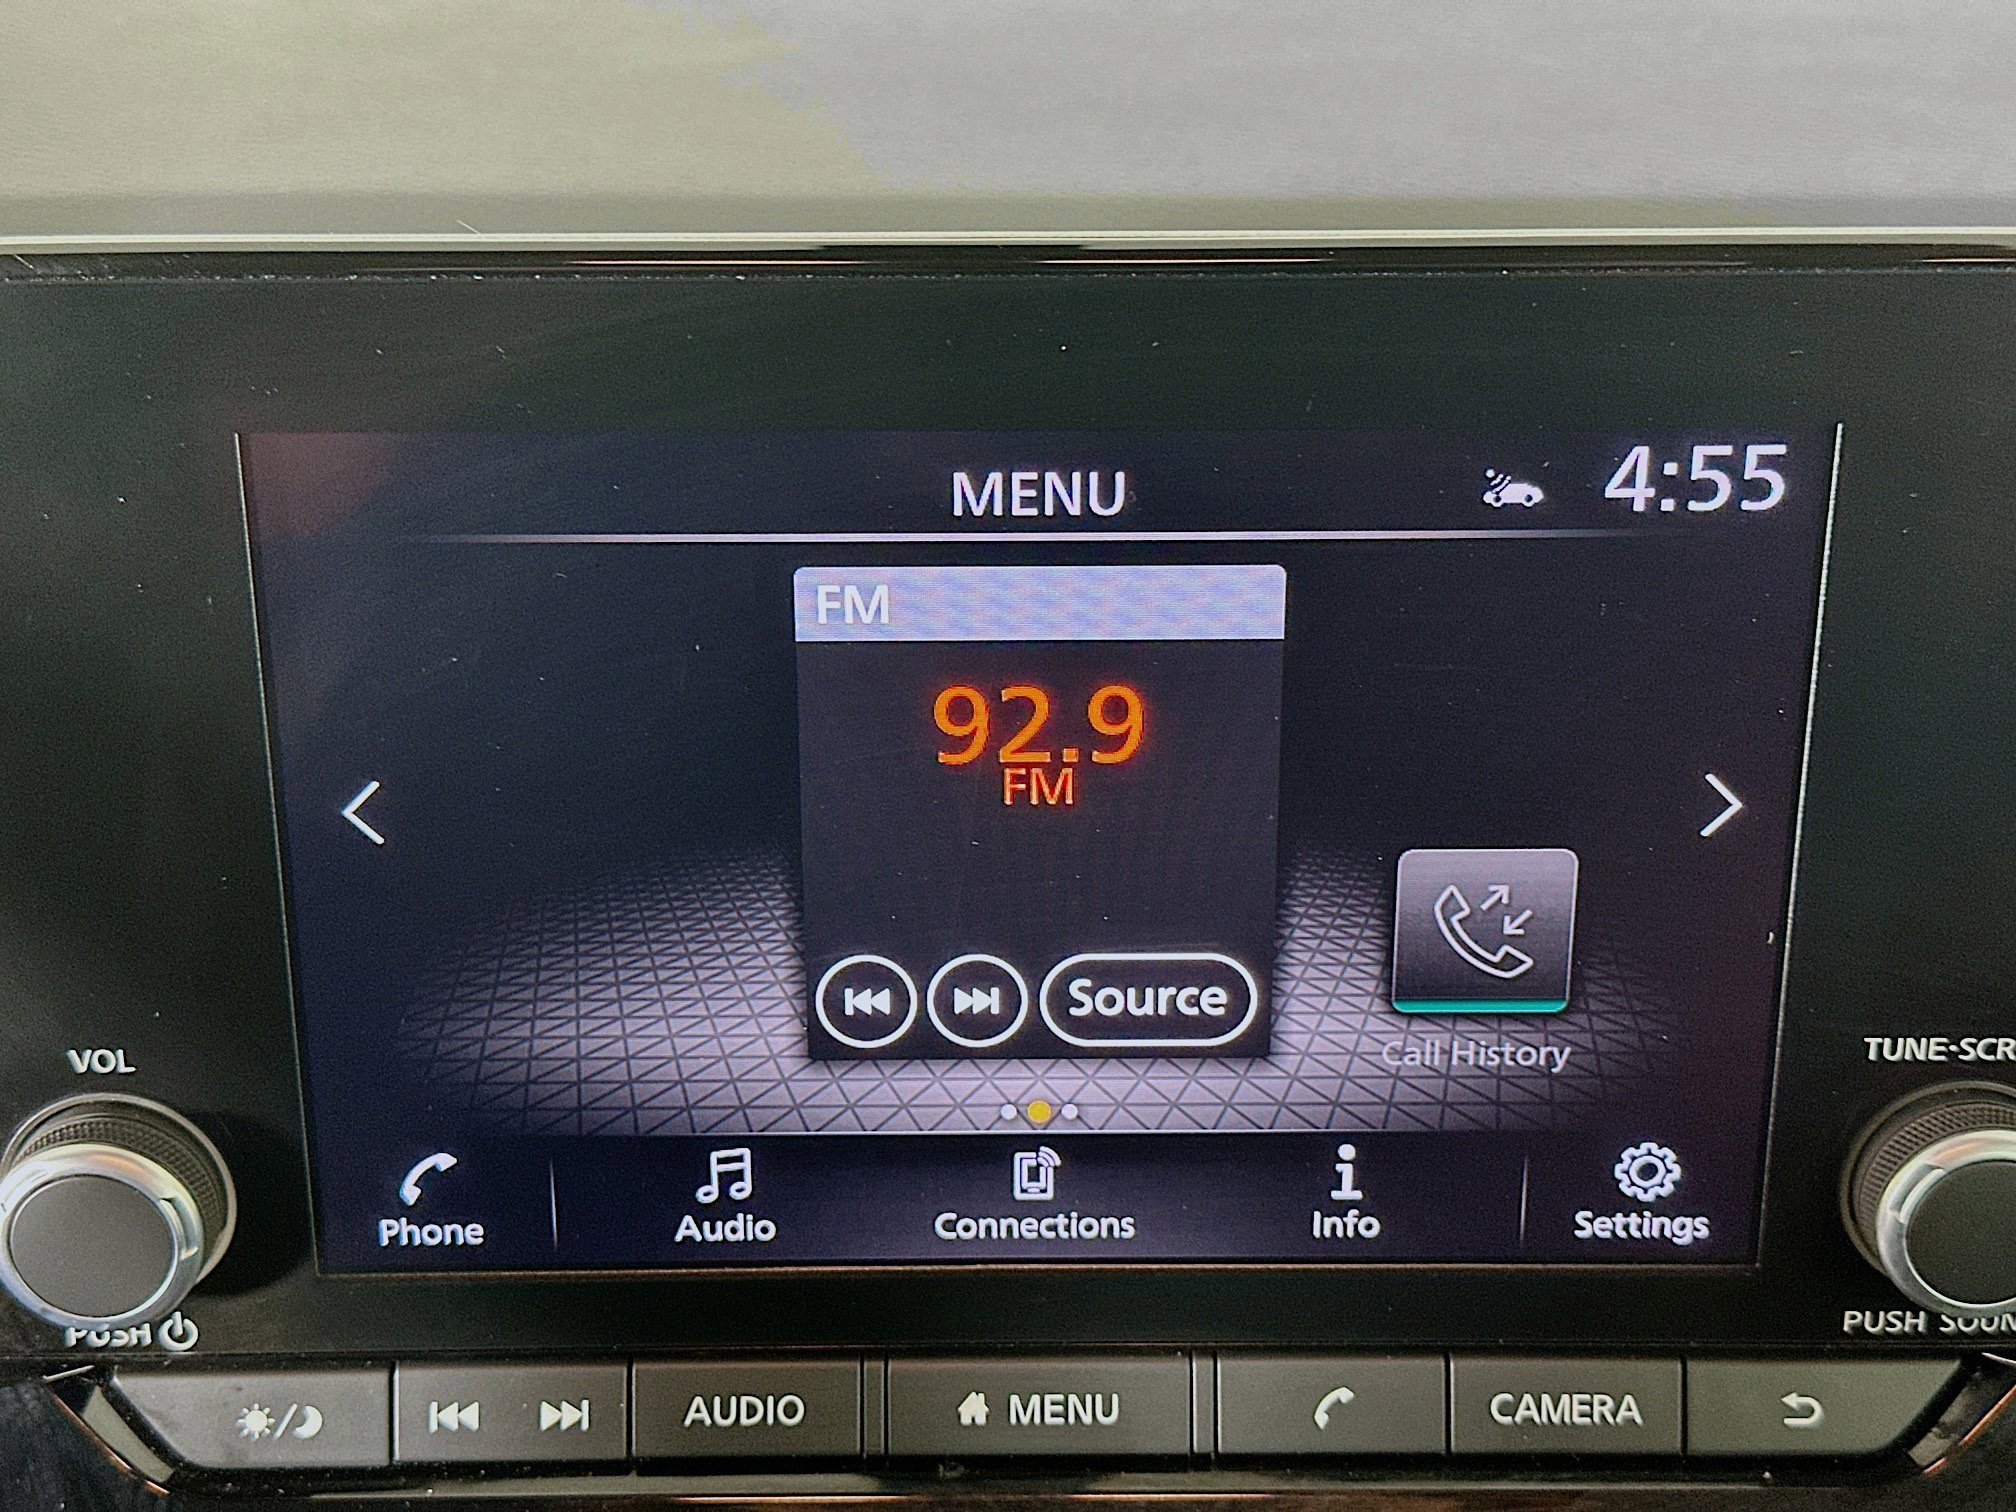 MENU
4:55
FM
92.9
FM
Source
Call History
VOL
TUNE·SCR
Phone
Audio
Connections
Info
Settings
PUSH
PUSH SOUN
AUDIO
MENU
CAMERA